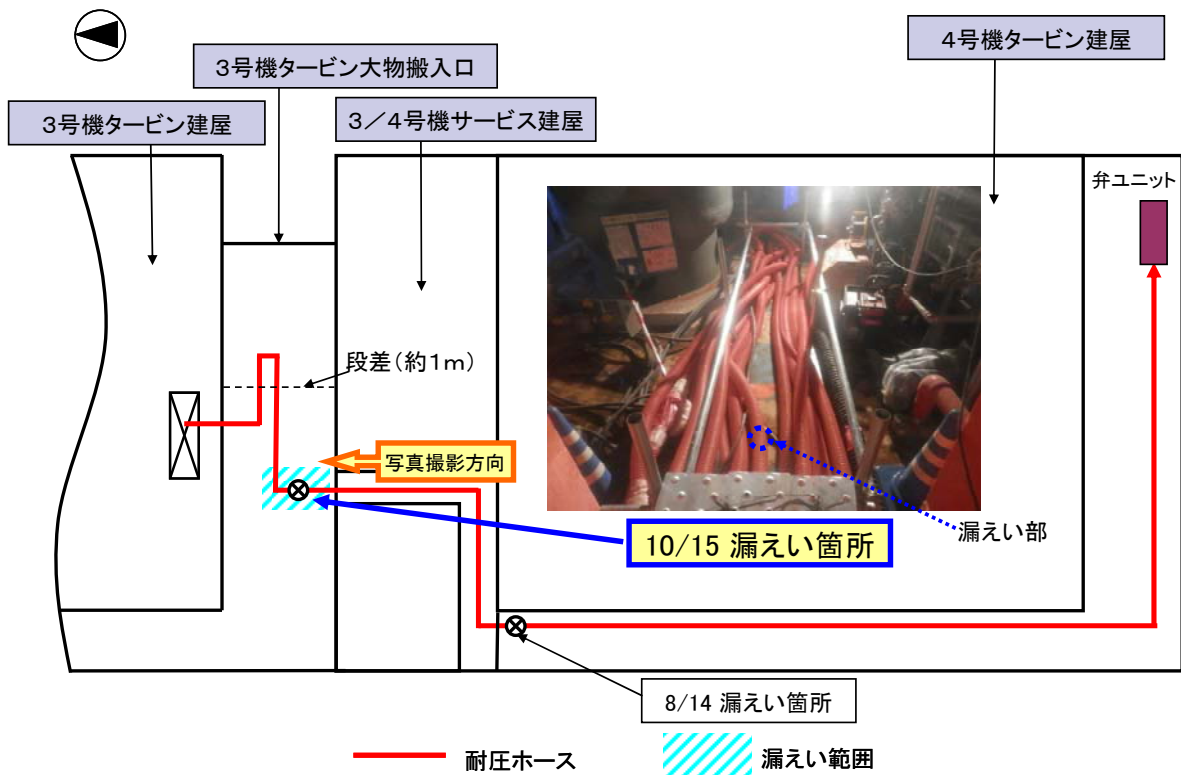 4号機タービン建屋
3号機タービン大物搬入口
3号機タービン建屋
3/4号機サービス建屋
弁ユニット
段差(約1m)
写真撮影方向
10/15 漏えい箇所
漏えい部
8/14 漏えい箇所
耐圧ホース
漏えい範囲